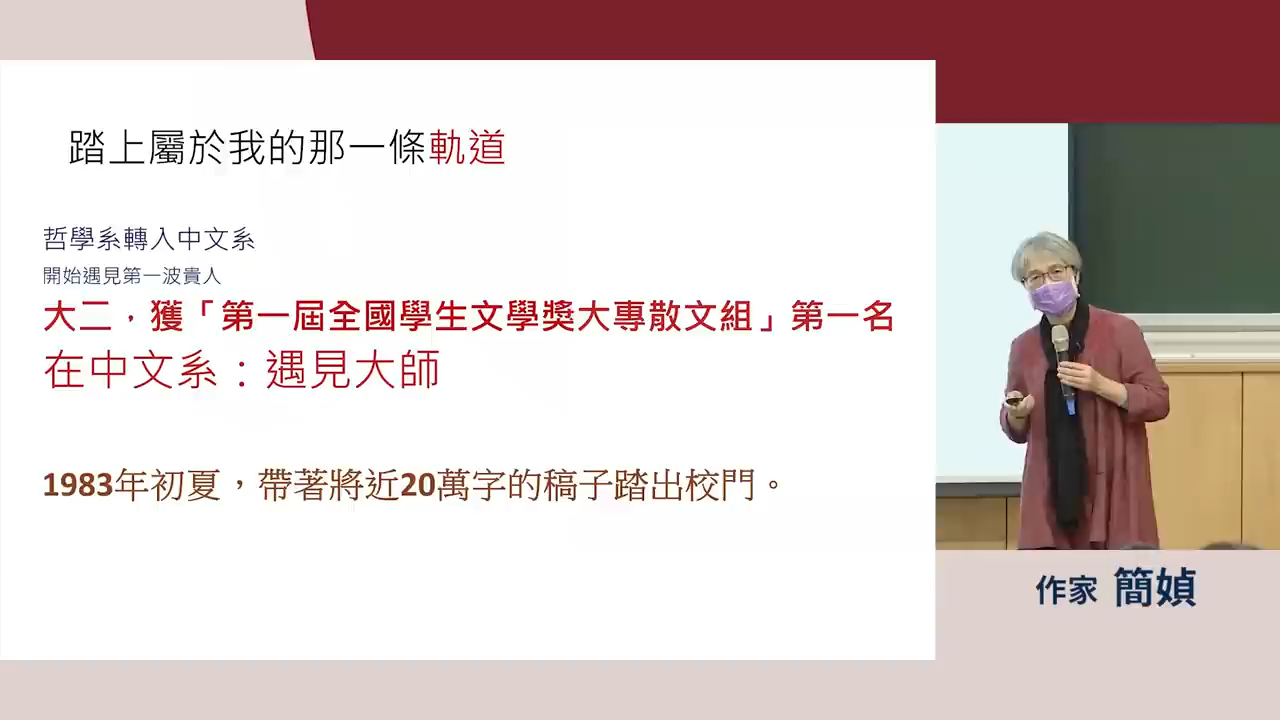 踏上屬於我的那一條軌道
哲學系轉入中文系
開始遇見第一波貴人
大二，獲「第一屆全國學生文學獎大專散文組」第一名
在中文系：遇見大師
1983年初夏，帶著將近20萬字的稿子踏出校門。
作家 簡媜